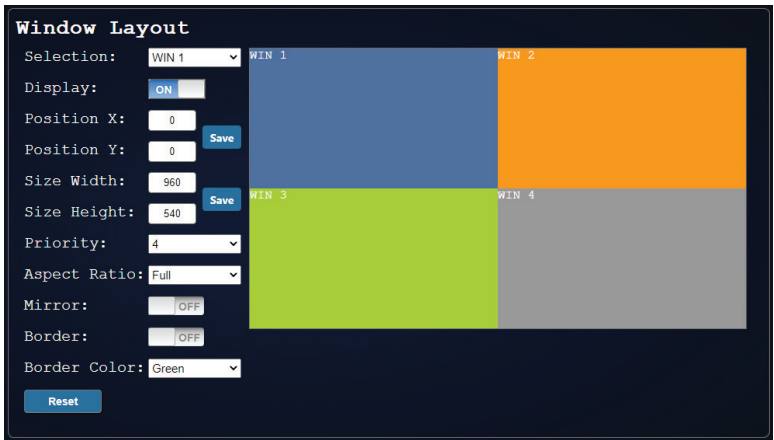 Window Layout
Selection: WIN 1
Display: ON
Position X: 0
Position Y: 0
Save
Size Width: 960
Size Height: 540
Save
Priority: 4
Aspect Ratio: Full
Mirror: OFF
Border: OFF
Border Color: Green
Reset
WIN 1
WIN 2
WIN 3
WIN 4